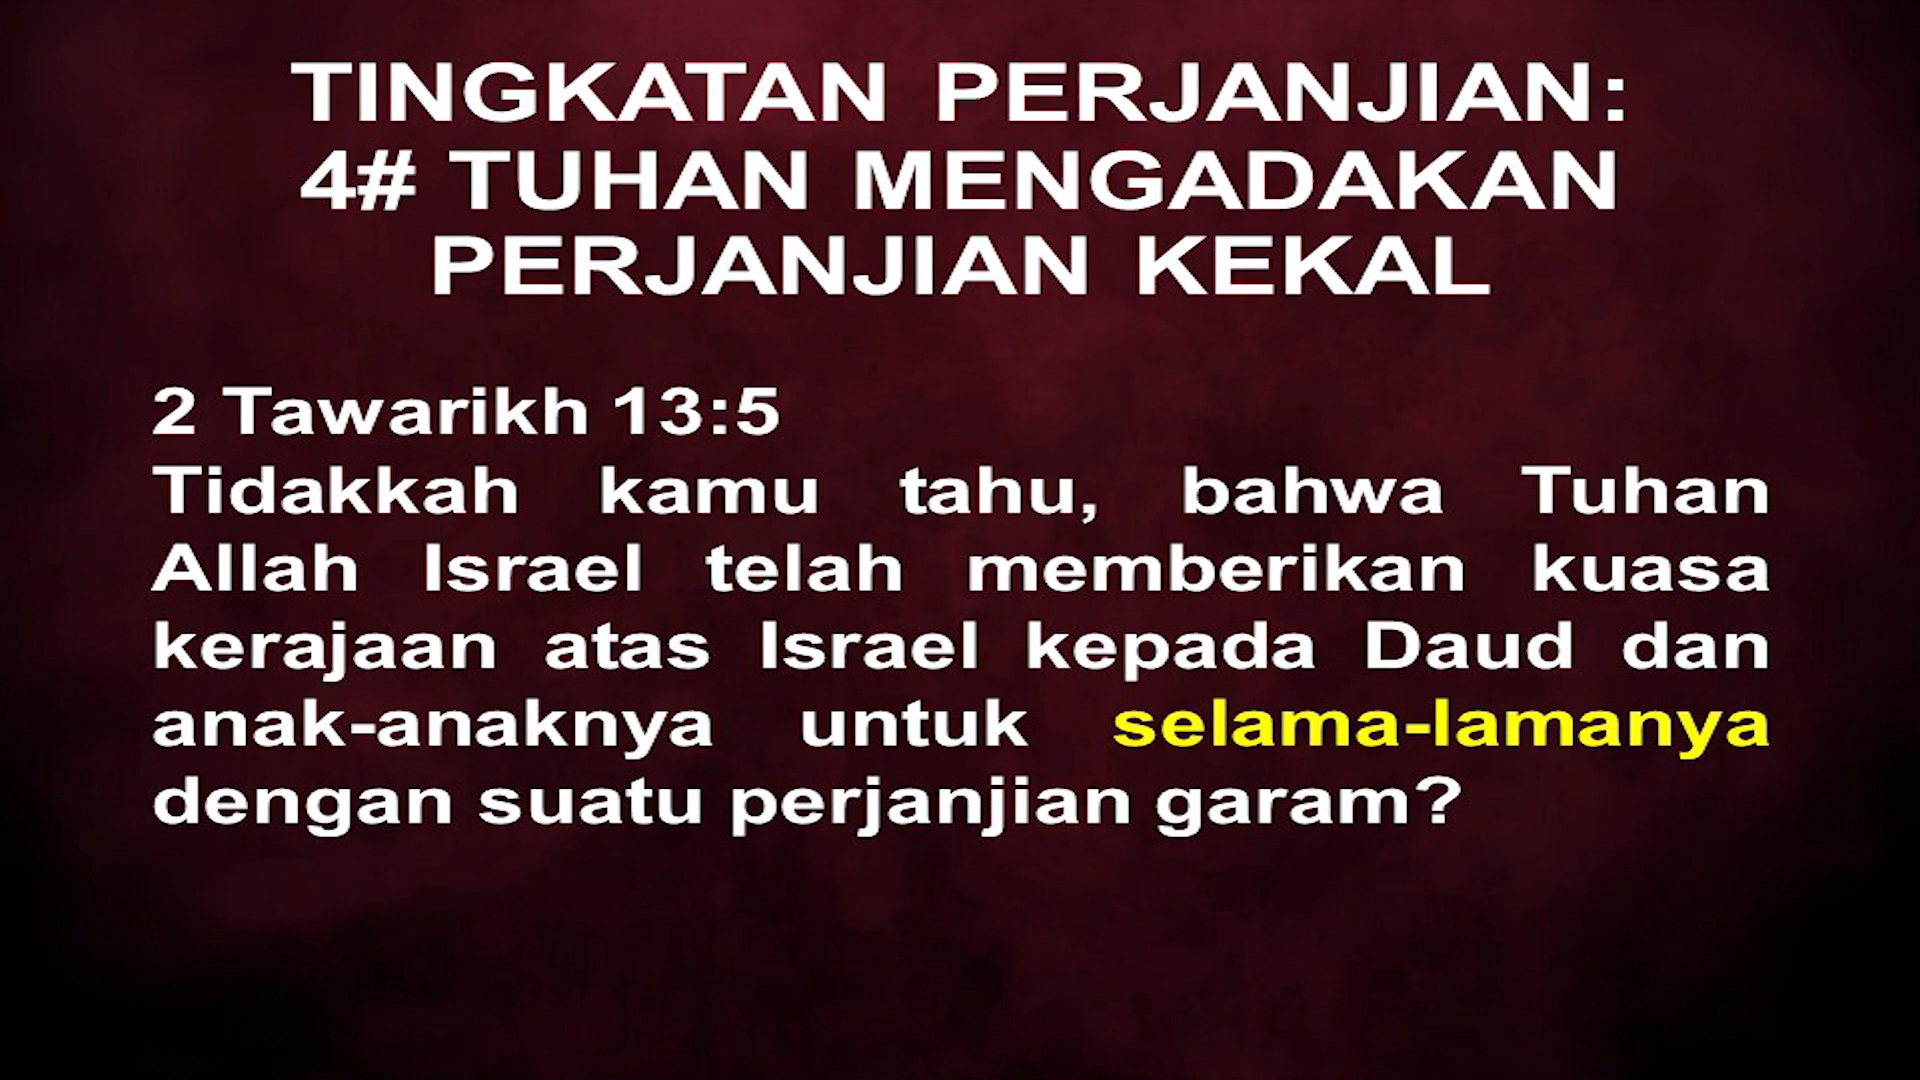 TINGKATAN PERJANJIAN:
4# TUHAN MENGADAKAN
PERJANJIAN KEKAL
2 Tawarikh 13:5
Tidakkah kamu tahu, bahwa Tuhan
Allah Israel telah memberikan kuasa
kerajaan atas Israel kepada Daud dan
anak-anaknya untuk selama-lamanya
dengan suatu perjanjian garam?